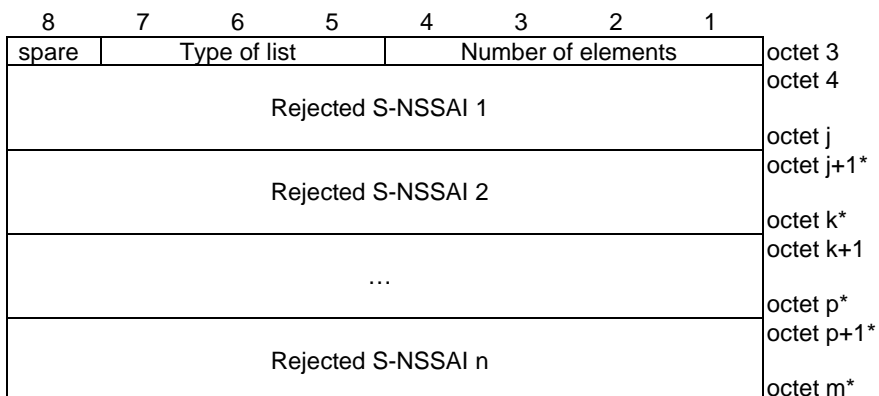 8 7 6 5 4 3 2 1
spare Type of list Number of elements octet 3
octet 4
Rejected S-NSSAI 1
octet j
octet j+1*
Rejected S-NSSAI 2
octet k*
octet k+1
…
octet p*
octet p+1*
Rejected S-NSSAI n
octet m*